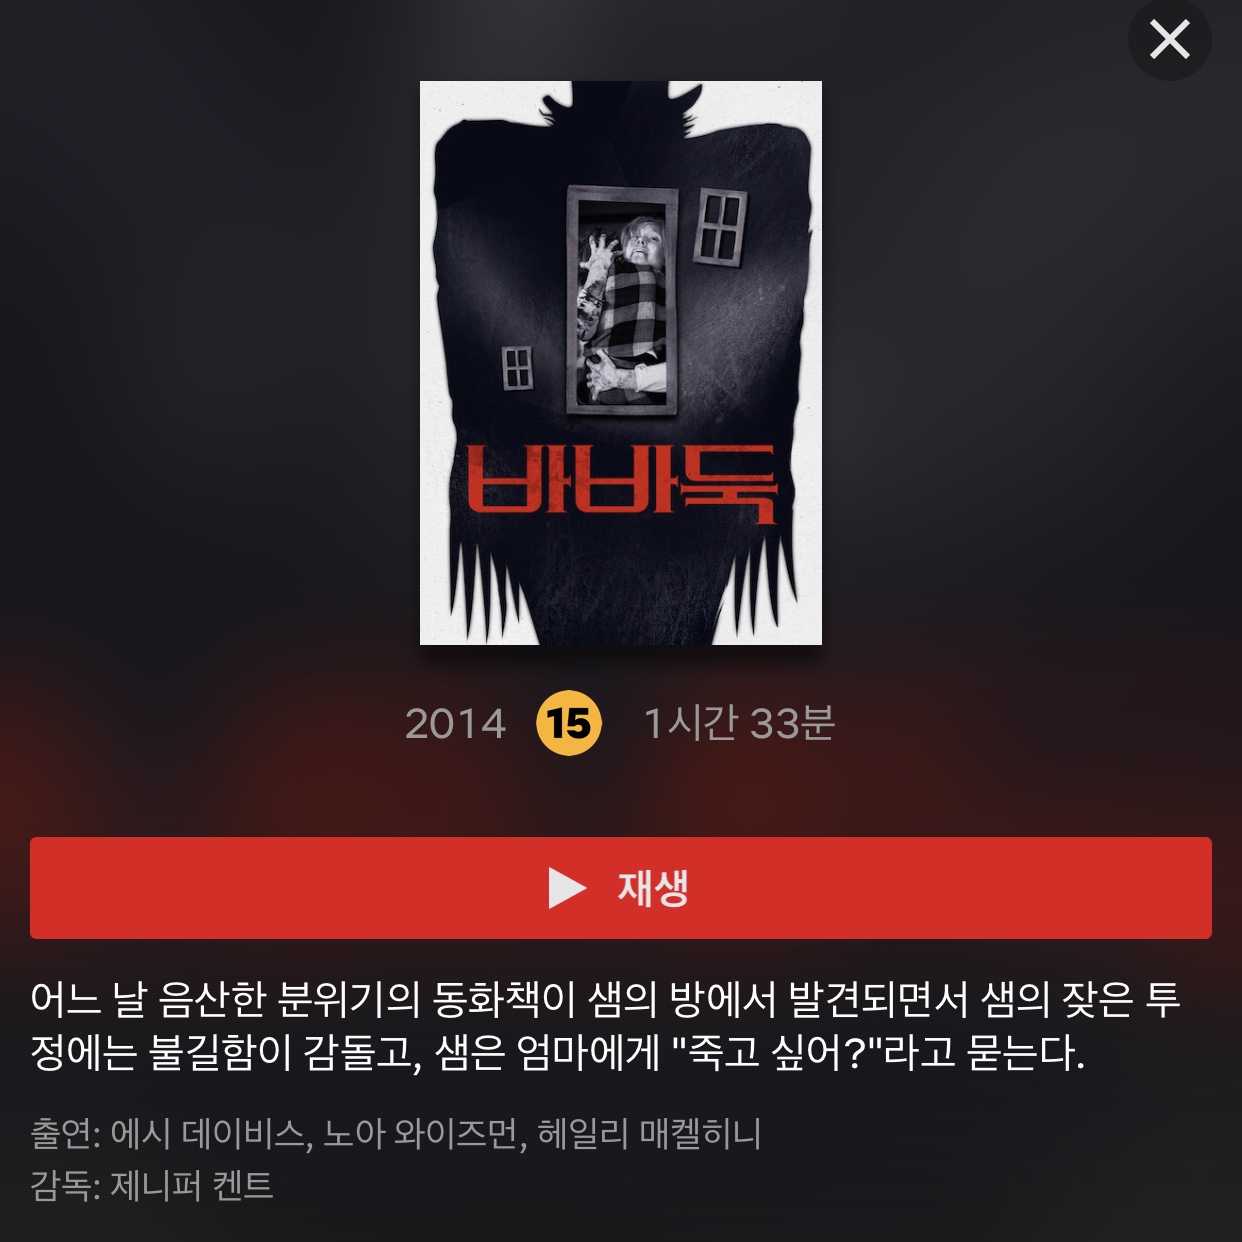 바바둑
2014 15 1시간 33분
재생
어느 날 음산한 분위기의 동화책이 샘의 방에서 발견되면서 샘의 잦은 투
정에는 불길함이 감돌고, 샘은 엄마에게 "죽고 싶어?"라고 묻는다.
출연: 에시 데이비스, 노아 와이즈먼, 헤일리 매켈히니
감독: 제니퍼 켄트